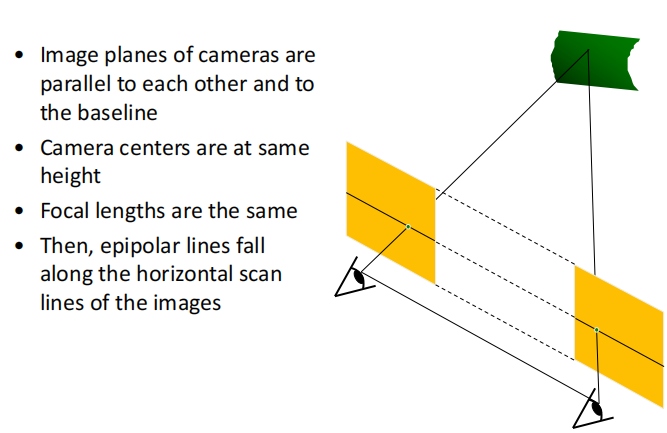 • Image planes of cameras are
parallel to each other and to
the baseline
• Camera centers are at same
height
• Focal lengths are the same
• Then, epipolar lines fall
along the horizontal scan
lines of the images